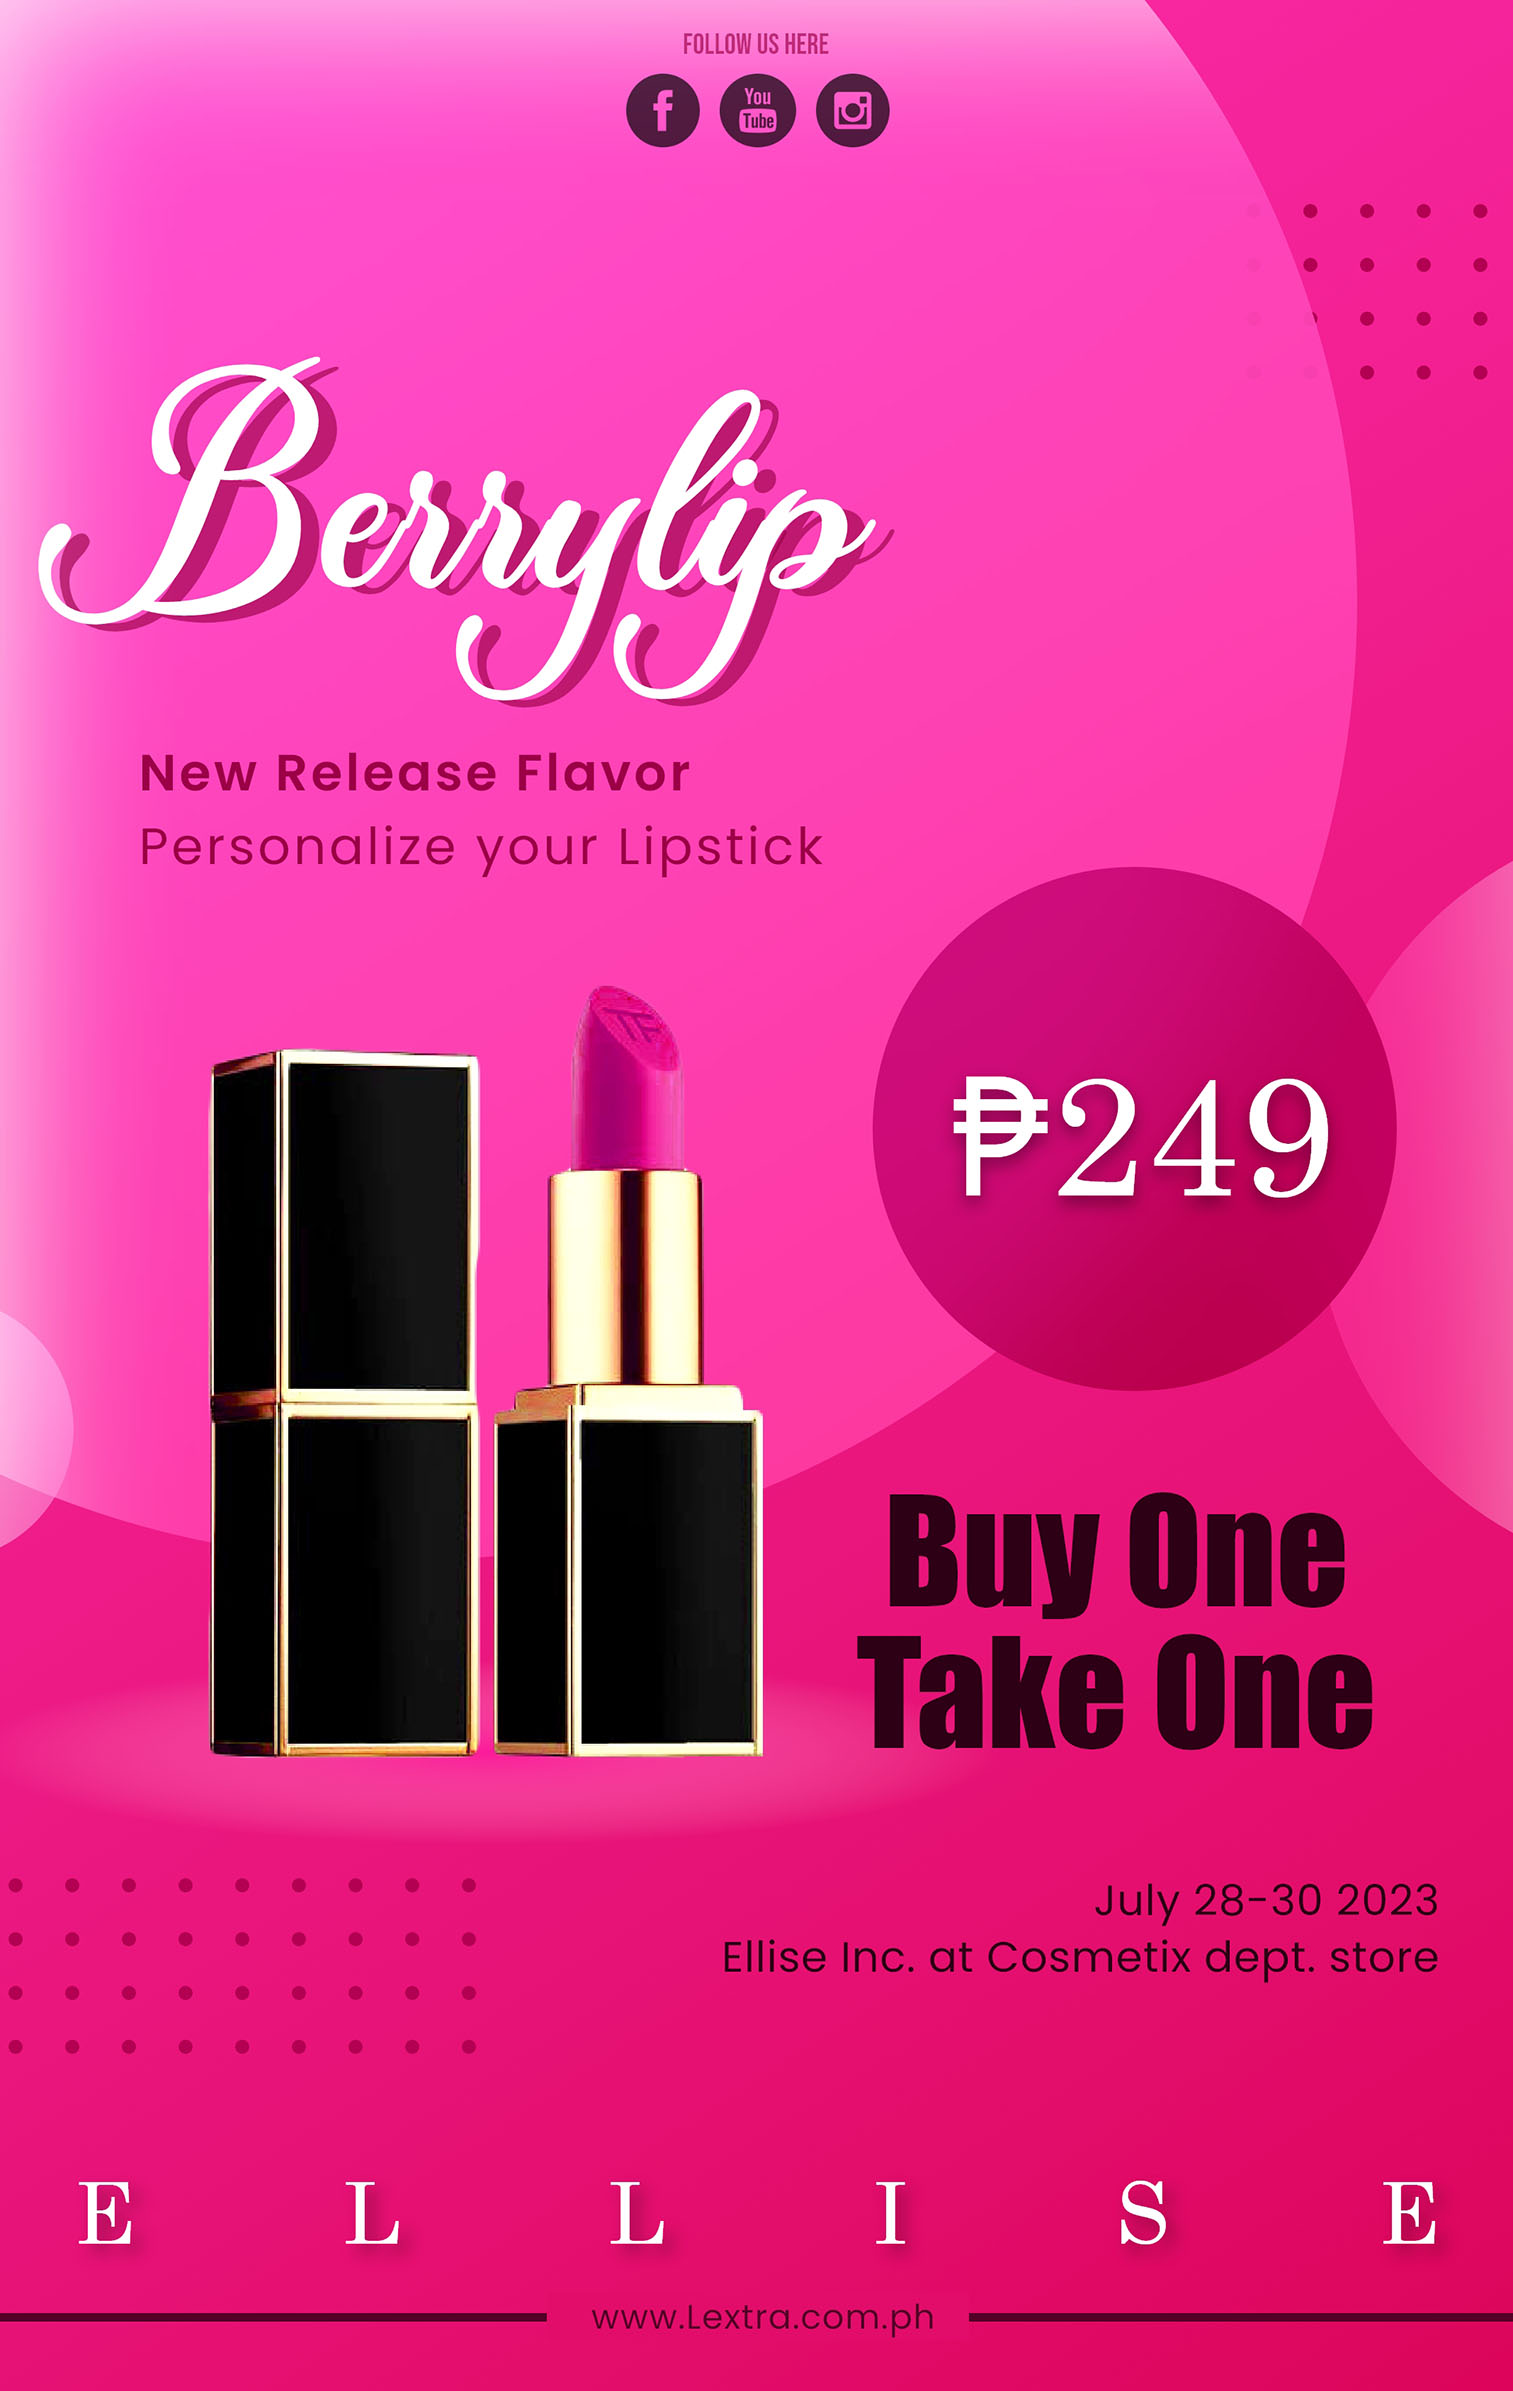 FOLLOW US HERE
f
You
Tube
Berrylip
New Release Flavor
Personalize your Lipstick
TF
₱249
Buy One
Take One
July 28-30 2023
Ellise Inc. at Cosmetix dept. store
E L L I S E
www.Lextra.com.ph